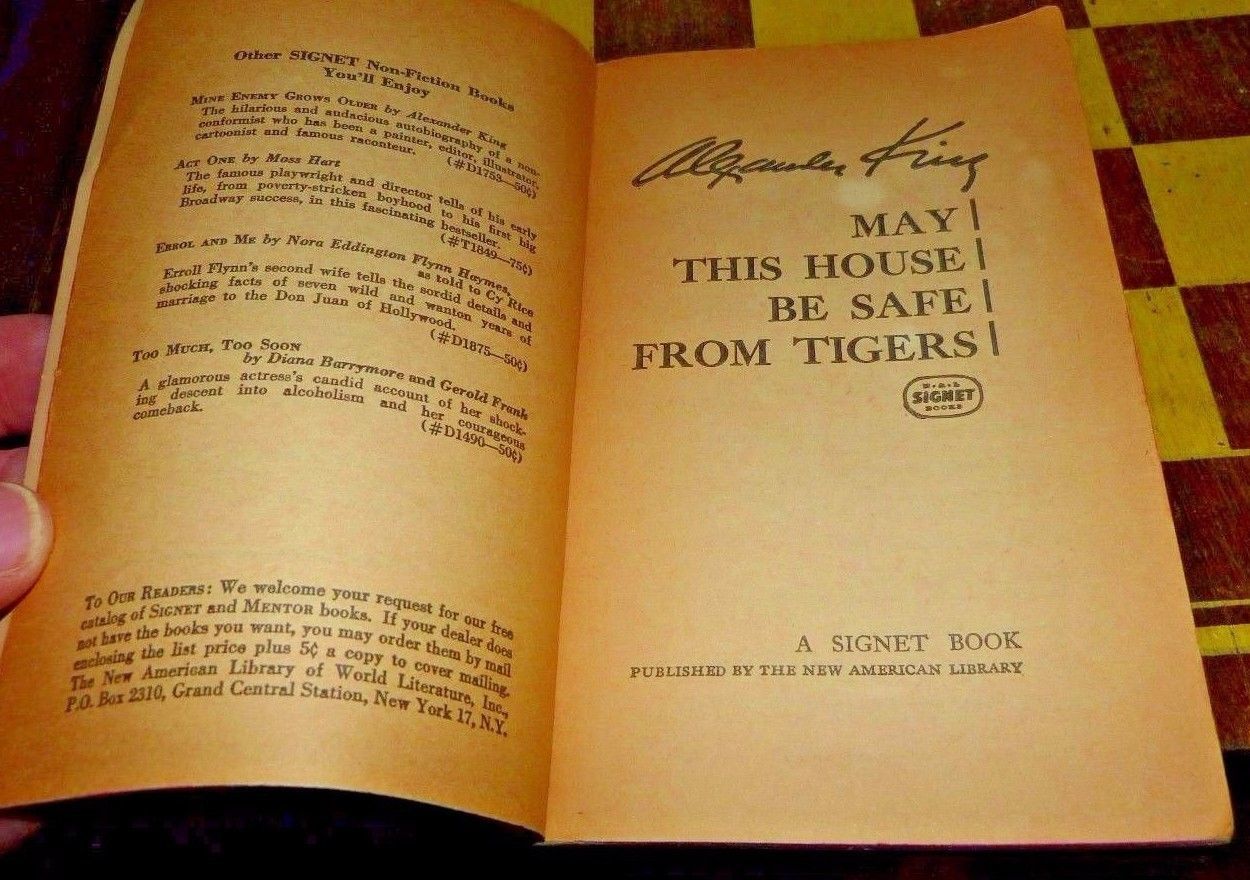 Other SIGNET Non-Fiction Books
You'll Enjoy
MINE ENEMY GROWS OLDER by Alexander King
The hilarious and audacious autobiography of a non-
conformist who has been a painter, editor, illustrator,
cartoonist and famous raconteur. (#D1753—50¢)
ACT ONE by Moss Hart
The famous playwright and director tells of his early
life, from poverty-stricken boyhood to his first big
Broadway success, in this fascinating bestseller.
(#T1849—75¢)
ERROL AND ME by Nora Eddington Flynn Haymes,
as told to Cy Rice
Erroll Flynn's second wife tells the sordid details and
shocking facts of seven wild and wanton years of
marriage to the Don Juan of Hollywood.
(#D1875—50¢)
TOO MUCH, TOO SOON
by Diana Barrymore and Gerold Frank
A glamorous actress's candid account of her shock-
ing descent into alcoholism and her courageous
comeback. (#D1490—50¢)
To OUR READERS: We welcome your request for our free
catalog of SIGNET and MENTOR books. If your dealer does
not have the books you want, you may order them by mail
enclosing the list price plus 5¢ a copy to cover mailing.
The New American Library of World Literature, Inc.,
P.O. Box 2310, Grand Central Station, New York 17, N.Y.
Alexander King
MAY
THIS HOUSE
BE SAFE
FROM TIGERS
SIGNET
BOOKS
A SIGNET BOOK
PUBLISHED BY THE NEW AMERICAN LIBRARY